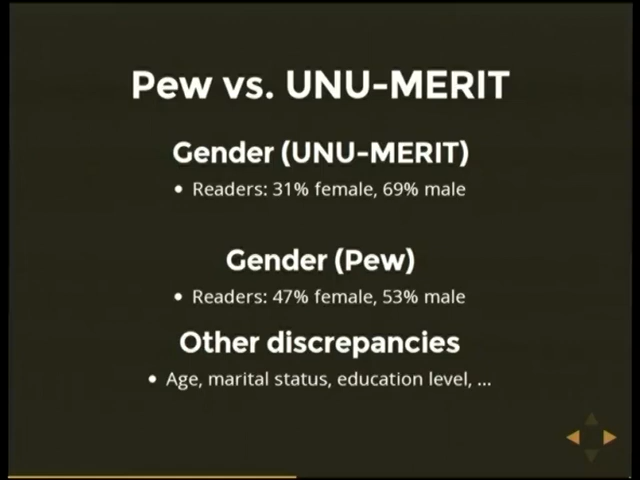 Pew vs. UNU-MERIT
Gender (UNU-MERIT)
• Readers: 31% female, 69% male
Gender (Pew)
• Readers: 47% female, 53% male
Other discrepancies
• Age, marital status, education level, ...